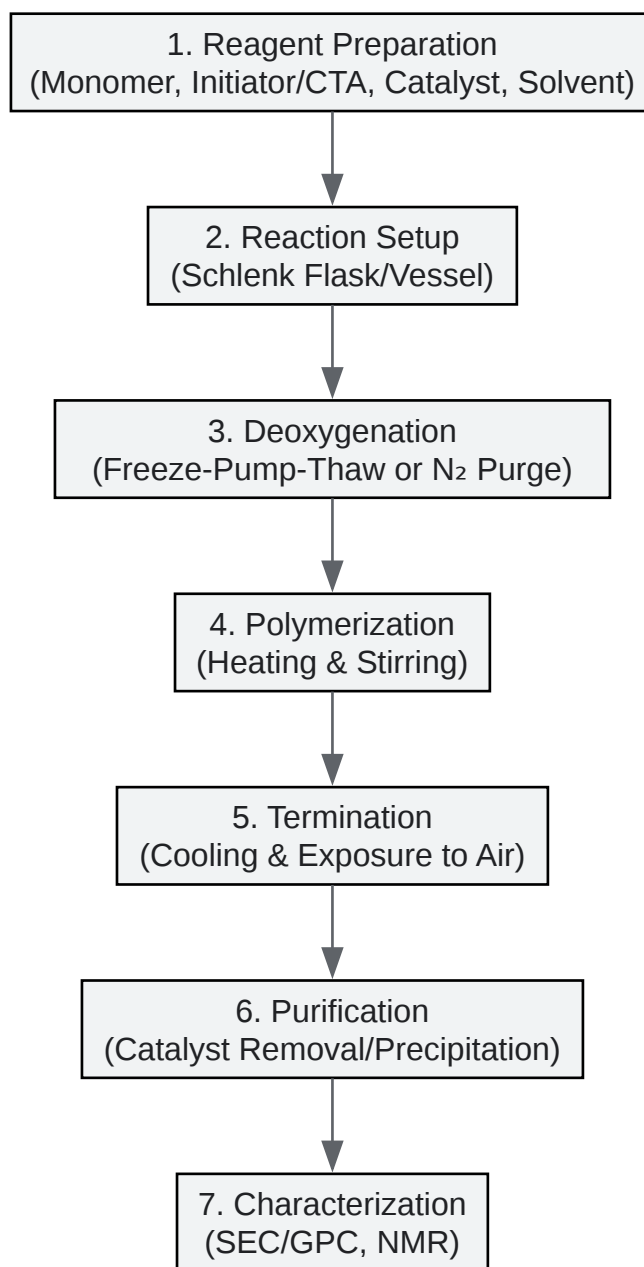 1. Reagent Preparation
(Monomer, Initiator/CTA, Catalyst, Solvent)
2. Reaction Setup
(Schlenk Flask/Vessel)
3. Deoxygenation
(Freeze-Pump-Thaw or N₂ Purge)
4. Polymerization
(Heating & Stirring)
5. Termination
(Cooling & Exposure to Air)
6. Purification
(Catalyst Removal/Precipitation)
7. Characterization
(SEC/GPC, NMR)